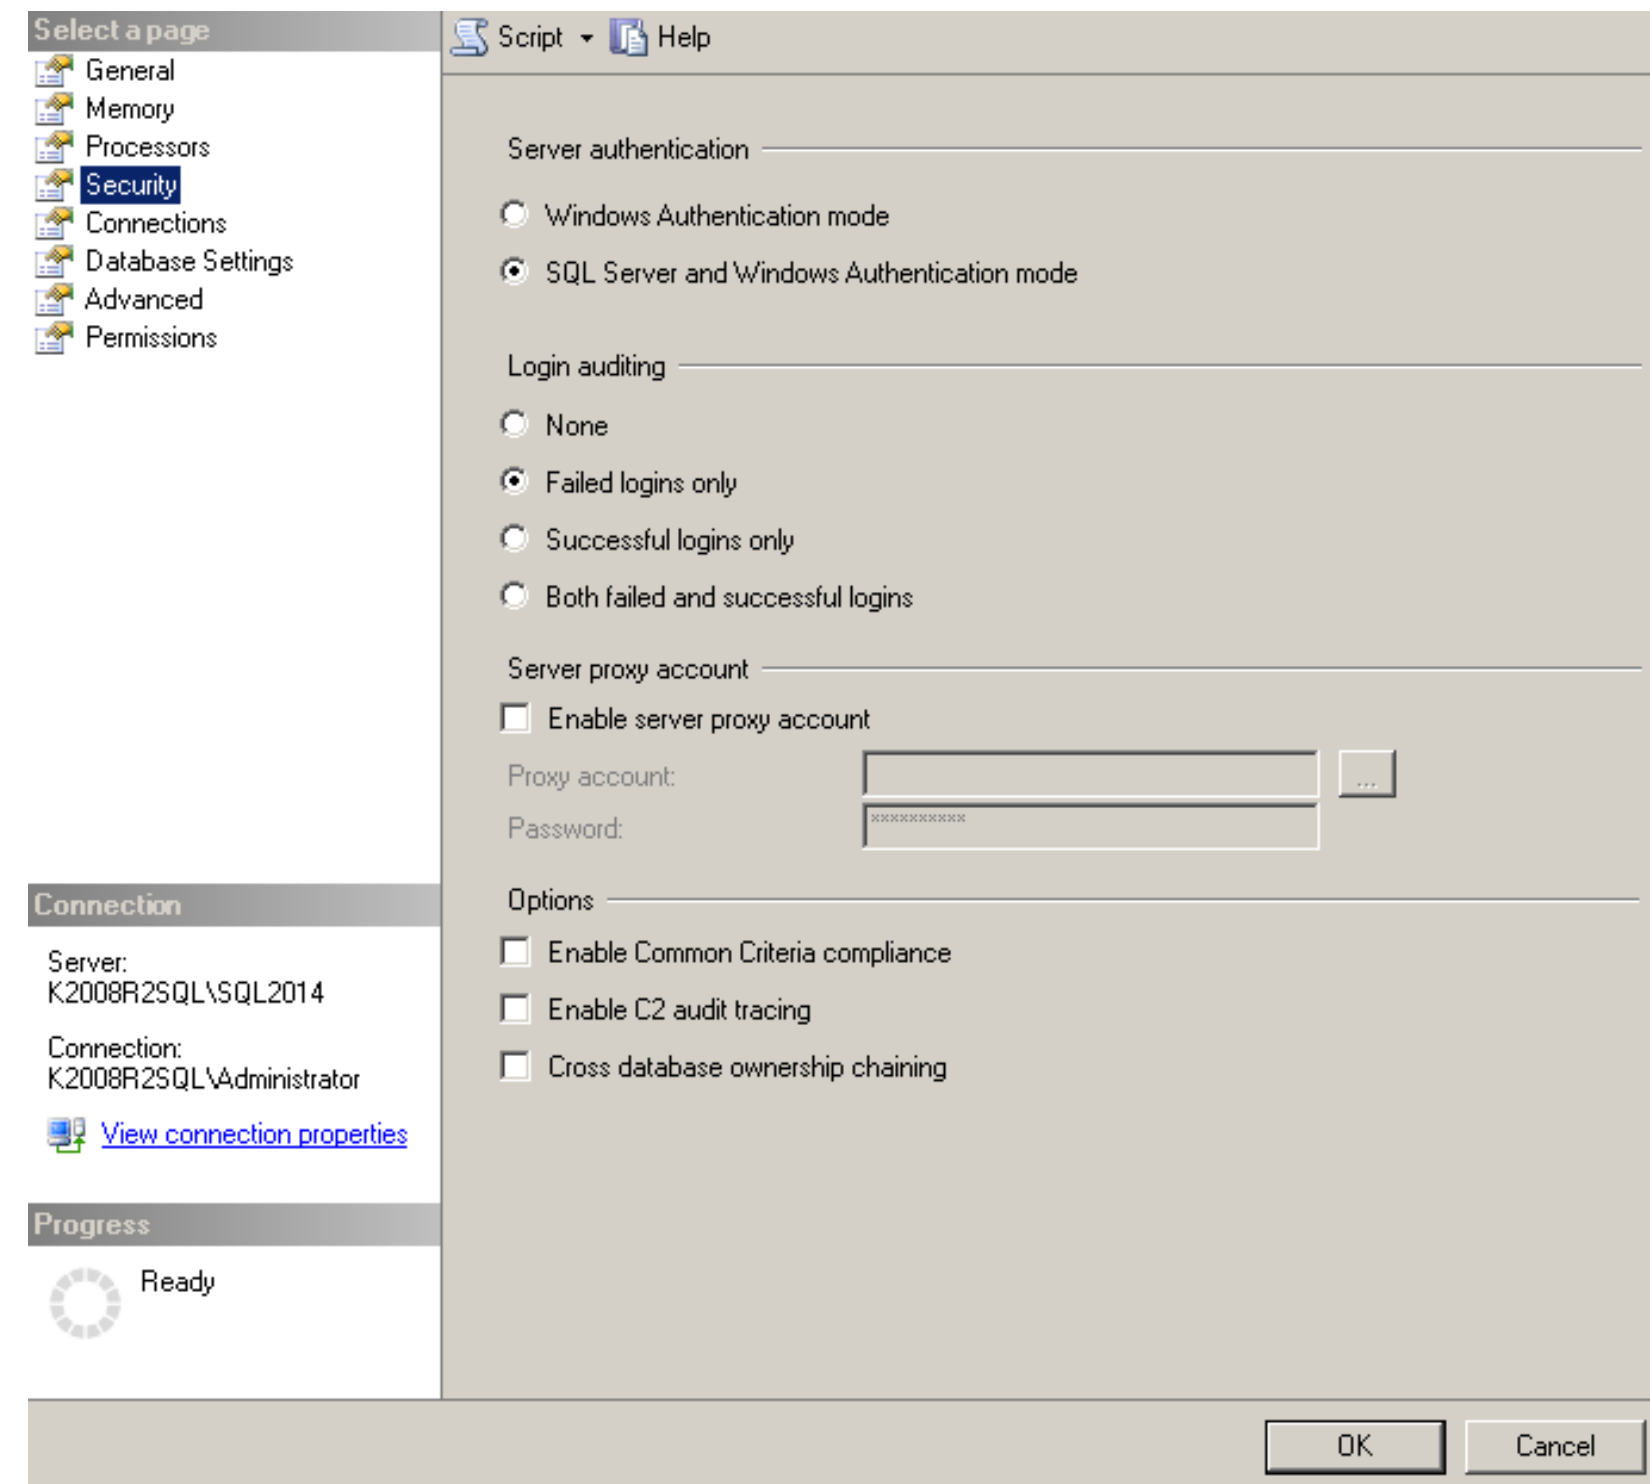 Select a page
General
Memory
Processors
Security
Connections
Database Settings
Advanced
Permissions
Connection
Server:
K2008R2SQL\SQL2014
Connection:
K2008R2SQL\Administrator
View connection properties
Progress
Ready
Script Help
Server authentication
Windows Authentication mode
SQL Server and Windows Authentication mode
Login auditing
None
Failed logins only
Successful logins only
Both failed and successful logins
Server proxy account
Enable server proxy account
Proxy account:
...
Password: **********
Options
Enable Common Criteria compliance
Enable C2 audit tracing
Cross database ownership chaining
OK Cancel